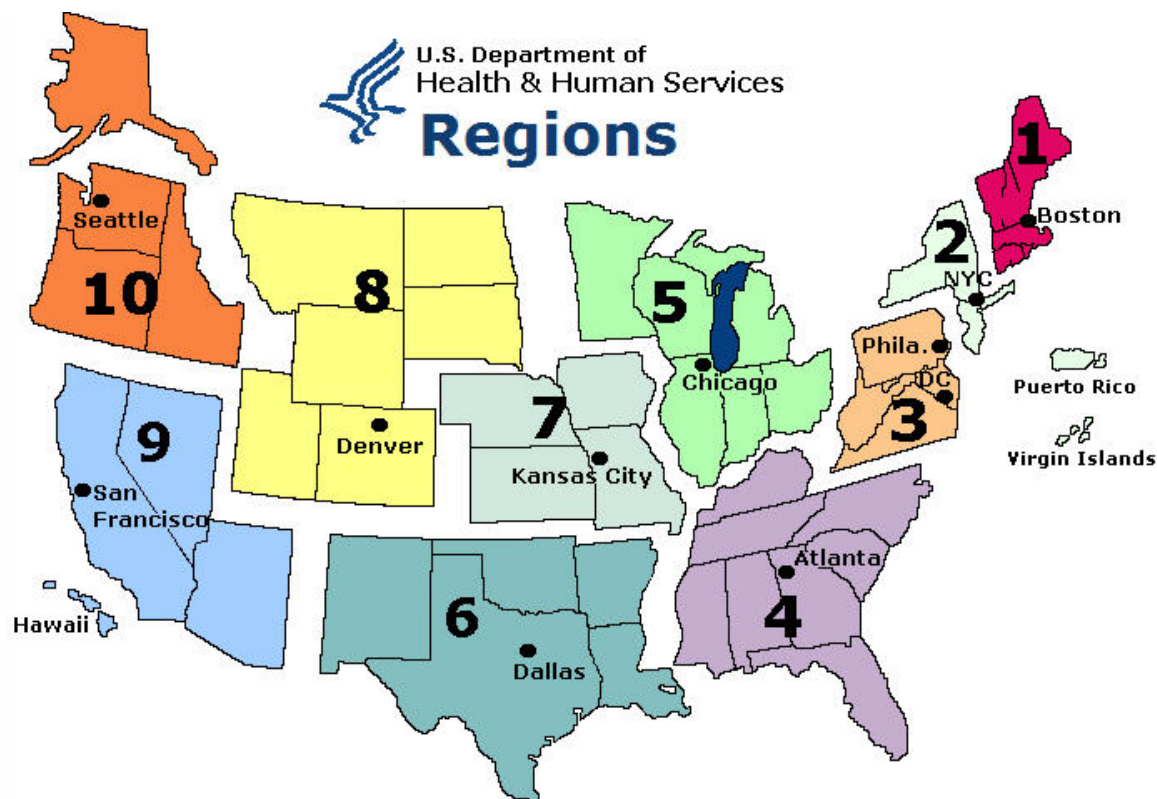 U.S. Department of
Health & Human Services
Regions
1
Boston
2
NYC
Seattle
10
8
5
Chicago
Phila.
DC
3
Puerto Rico
Virgin Islands
9
San
Francisco
Denver
7
Kansas City
Hawaii
6
Dallas
Atlanta
4